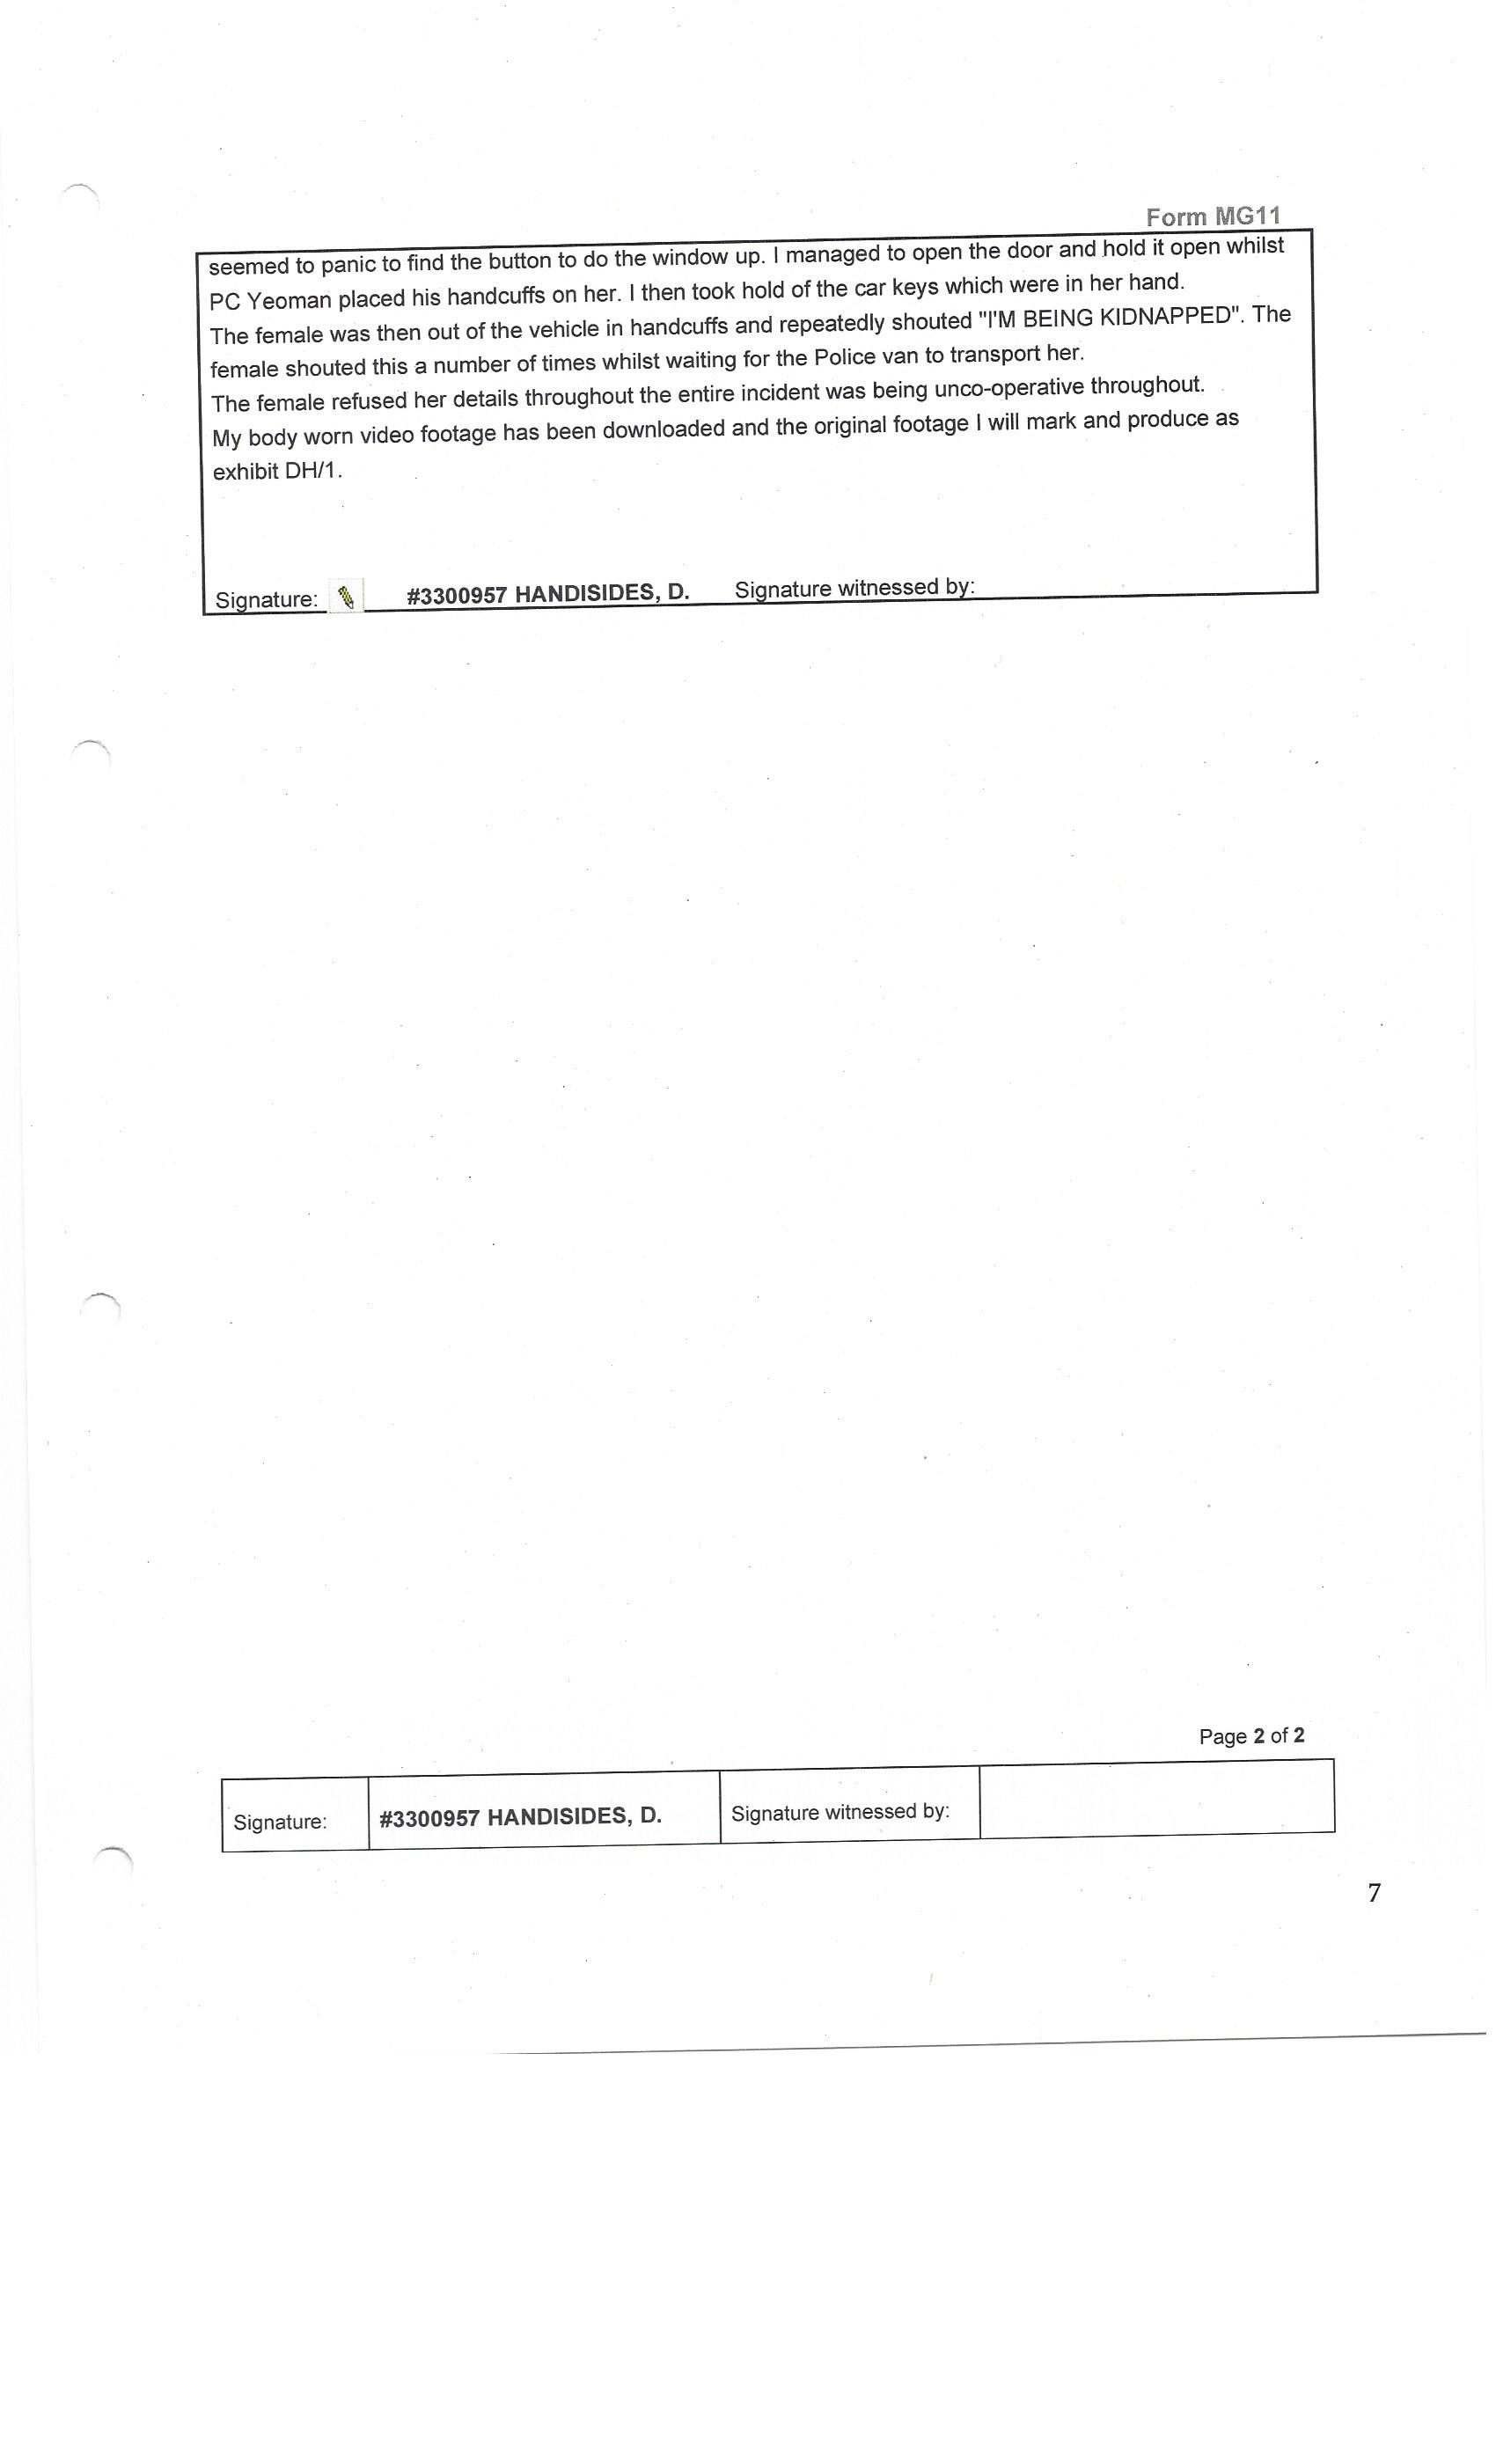 Form MG11
seemed to panic to find the button to do the window up. I managed to open the door and hold it open whilst
PC Yeoman placed his handcuffs on her. I then took hold of the car keys which were in her hand.
The female was then out of the vehicle in handcuffs and repeatedly shouted "I'M BEING KIDNAPPED". The
female shouted this a number of times whilst waiting for the Police van to transport her.
The female refused her details throughout the entire incident was being unco-operative throughout.
My body worn video footage has been downloaded and the original footage I will mark and produce as
exhibit DH/1.
Signature: #3300957 HANDISIDES, D. Signature witnessed by:
Page 2 of 2
Signature: #3300957 HANDISIDES, D. Signature witnessed by:
7